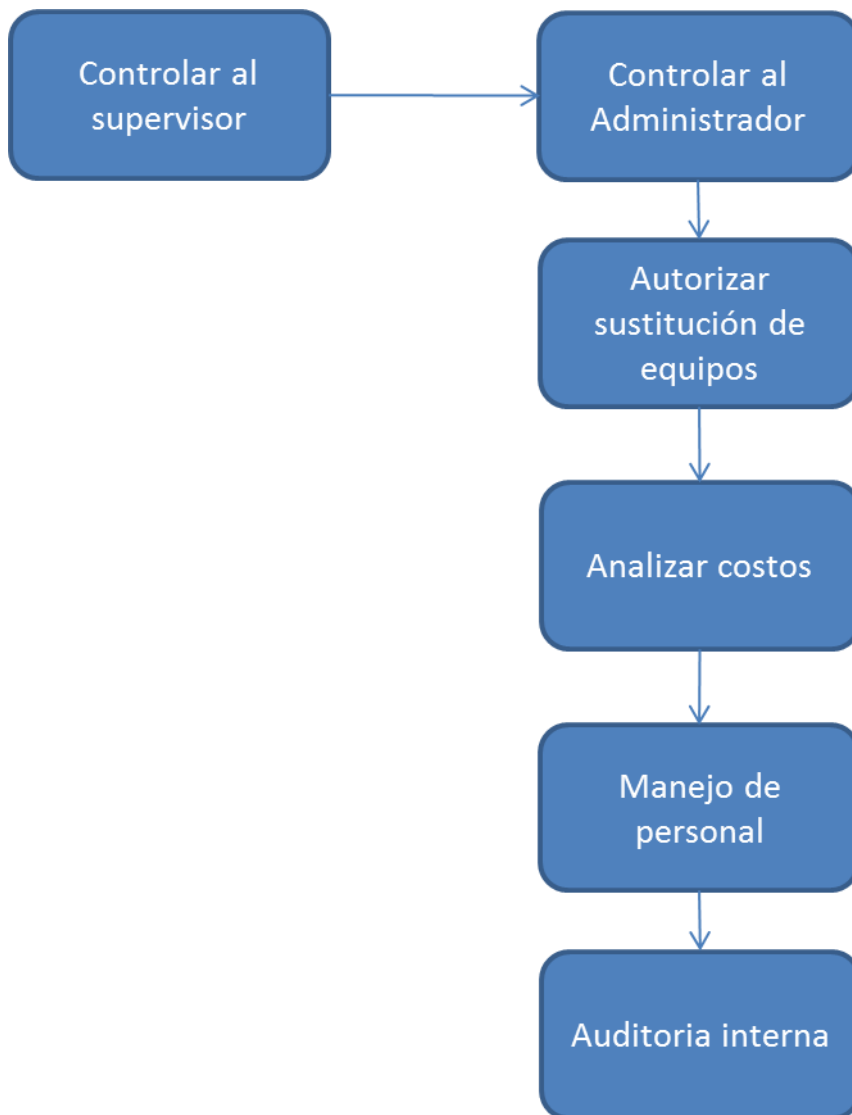 Controlar al
supervisor
Controlar al
Administrador
Autorizar
sustitución de
equipos
Analizar costos
Manejo de
personal
Auditoria interna